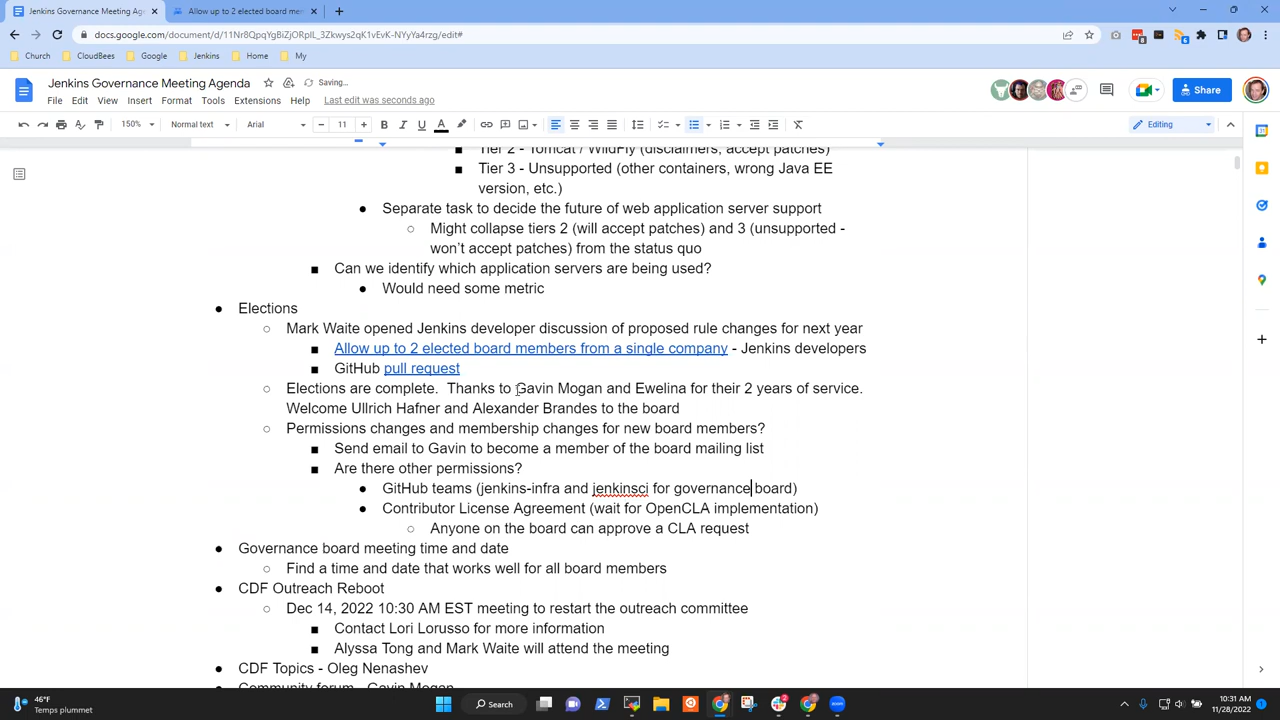 Jenkins Governance Meeting Age
Allow up to 2 elected board mem
docs.google.com/document/d/11Nr8QpqYgBiZjORpIL_3Zkwys2qK1vEvK-NYyYa4rzg/edit#
Church
CloudBees
Google
Jenkins
Home
My
Jenkins Governance Meeting Agenda
Saving...
File Edit View Insert Format Tools Extensions Help Last edit was seconds ago
Share
150% Normal text Arial 11 Editing
Tier 2 - Tomcat / WildFly (disclaimers, accept patches)
Tier 3 - Unsupported (other containers, wrong Java EE
version, etc.)
Separate task to decide the future of web application server support
Might collapse tiers 2 (will accept patches) and 3 (unsupported -
won't accept patches) from the status quo
Can we identify which application servers are being used?
Would need some metric
Elections
Mark Waite opened Jenkins developer discussion of proposed rule changes for next year
Allow up to 2 elected board members from a single company - Jenkins developers
GitHub pull request
Elections are complete. Thanks to Gavin Mogan and Ewelina for their 2 years of service.
Welcome Ullrich Hafner and Alexander Brandes to the board
Permissions changes and membership changes for new board members?
Send email to Gavin to become a member of the board mailing list
Are there other permissions?
GitHub teams (jenkins-infra and jenkinsci for governance board)
Contributor License Agreement (wait for OpenCLA implementation)
Anyone on the board can approve a CLA request
Governance board meeting time and date
Find a time and date that works well for all board members
CDF Outreach Reboot
Dec 14, 2022 10:30 AM EST meeting to restart the outreach committee
Contact Lori Lorusso for more information
Alyssa Tong and Mark Waite will attend the meeting
CDF Topics - Oleg Nenashev
Community forum - Gavin Mogan
46°F
Temps plummet
Search
10:31 AM
11/28/2022